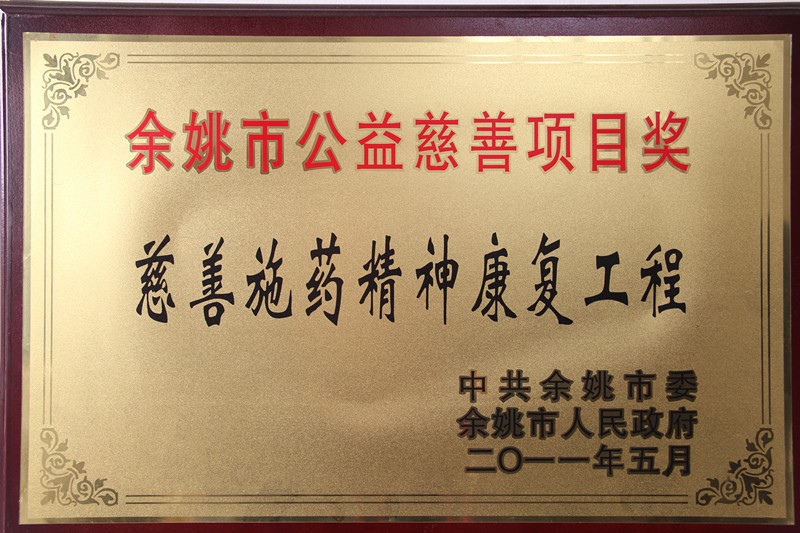 余姚市公益慈善项目奖
慈善施药精神康复工程
中共余姚市委
余姚市人民政府
二〇一一年五月